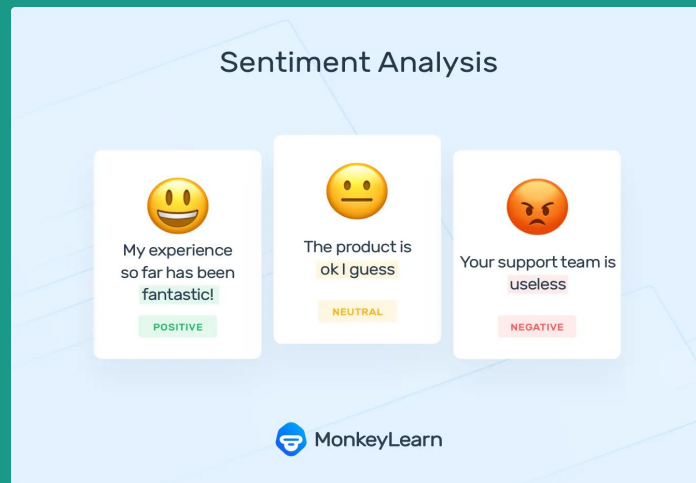 Sentiment Analysis
My experience
so far has been
fantastic!
POSITIVE
The product is
ok I guess
NEUTRAL
Your support team is
useless
NEGATIVE
MonkeyLearn